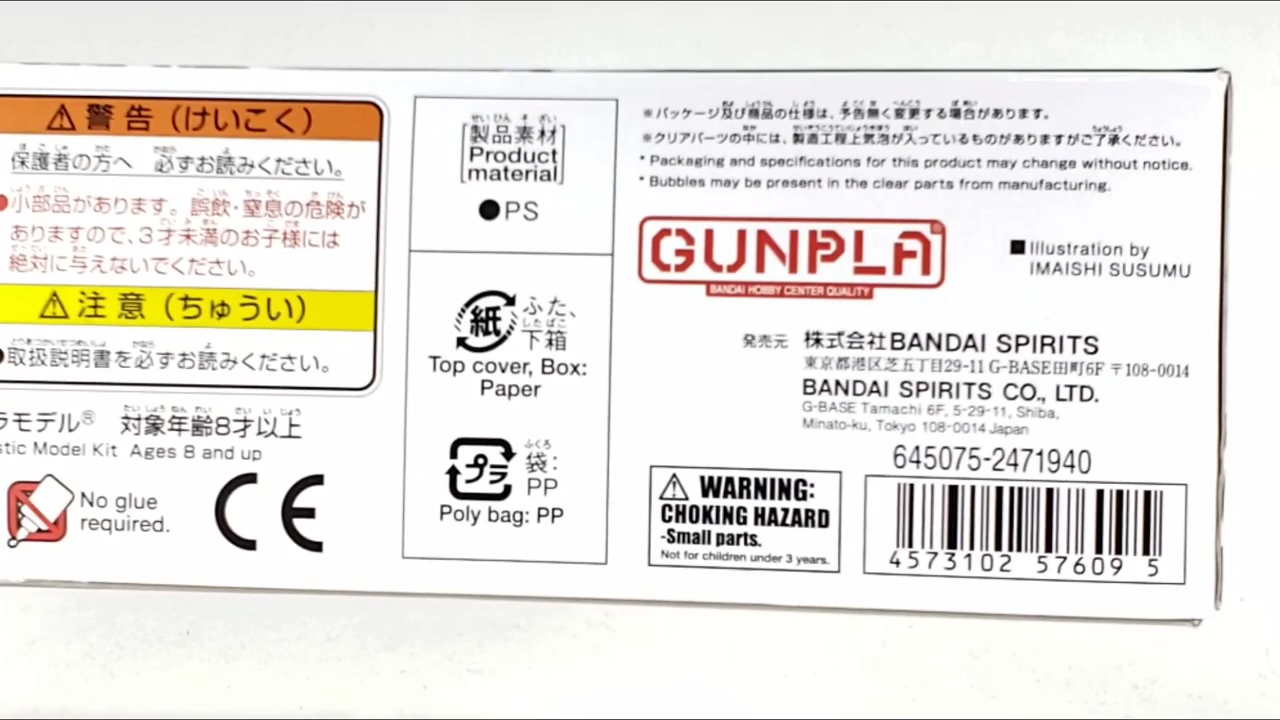 警告（けいこく）
保護者の方へ 必ずお読みください。
●小部品があります。誤飲・窒息の危険が
ありますので、3才未満のお子様には
絶対に与えないでください。
注意（ちゅうい）
●取扱説明書を必ずお読みください。
ラモデル® 対象年齢8才以上
stic Model Kit Ages 8 and up
No glue
required.
CE
[製品素材
Product
material]
●PS
紙 ふた、
下箱
Top cover, Box:
Paper
プラ 袋:
PP
Poly bag: PP
※パッケージ及び商品の仕様は、予告無く変更する場合があります。
※クリアパーツの中には、製造工程上気泡が入っているものがありますがご了承ください。
* Packaging and specifications for this product may change without notice.
* Bubbles may be present in the clear parts from manufacturing.
GUNPLA®
BANDAI HOBBY CENTER QUALITY
■Illustration by
IMAISHI SUSUMU
発売元 株式会社BANDAI SPIRITS
東京都港区芝五丁目29-11 G-BASE田町6F 〒108-0014
BANDAI SPIRITS CO., LTD.
G-BASE Tamachi 6F, 5-29-11, Shiba,
Minato-ku, Tokyo 108-0014 Japan
645075-2471940
WARNING:
CHOKING HAZARD
-Small parts.
Not for children under 3 years.
4573102 57609 5